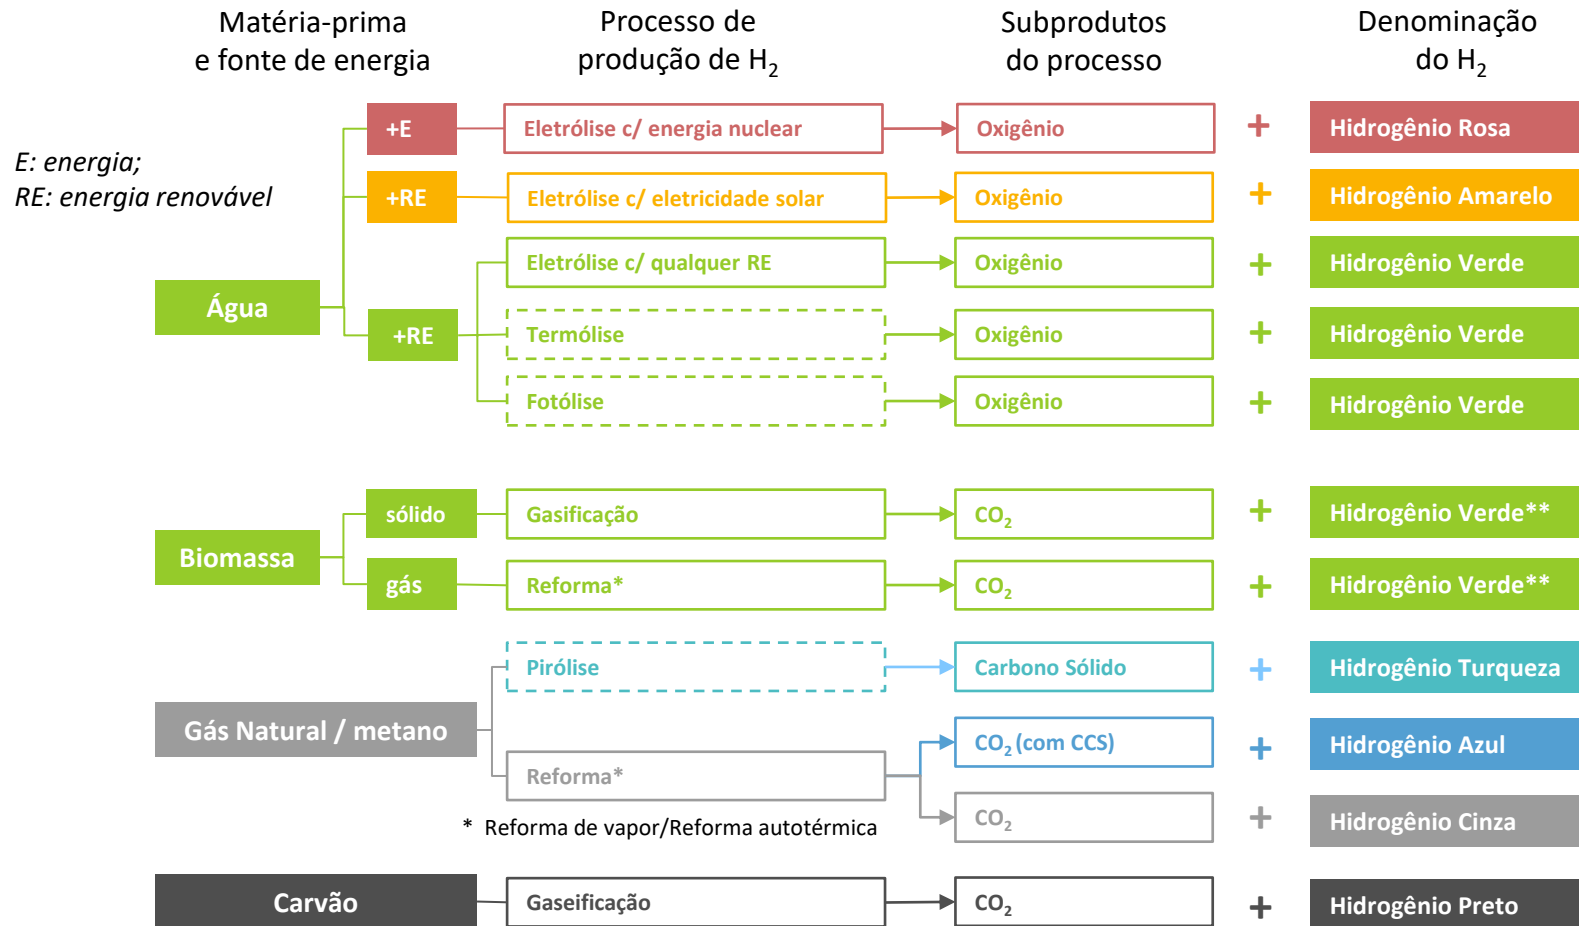 Matéria-prima
e fonte de energia
Processo de
produção de H₂
Subprodutos
do processo
Denominação
do H₂
E: energia;
RE: energia renovável
+E
Eletrólise c/ energia nuclear
Oxigênio
+
Hidrogênio Rosa
+RE
Eletrólise c/ eletricidade solar
Oxigênio
+
Hidrogênio Amarelo
Eletrólise c/ qualquer RE
Oxigênio
+
Hidrogênio Verde
Água
+RE
Termólise
Oxigênio
+
Hidrogênio Verde
Fotólise
Oxigênio
+
Hidrogênio Verde
Biomassa
sólido
Gasificação
CO₂
+
Hidrogênio Verde**
gás
Reforma*
CO₂
+
Hidrogênio Verde**
Gás Natural / metano
Pirólise
Carbono Sólido
+
Hidrogênio Turqueza
Reforma*
CO₂ (com CCS)
+
Hidrogênio Azul
CO₂
+
Hidrogênio Cinza
* Reforma de vapor/Reforma autotérmica
Carvão
Gaseificação
CO₂
+
Hidrogênio Preto